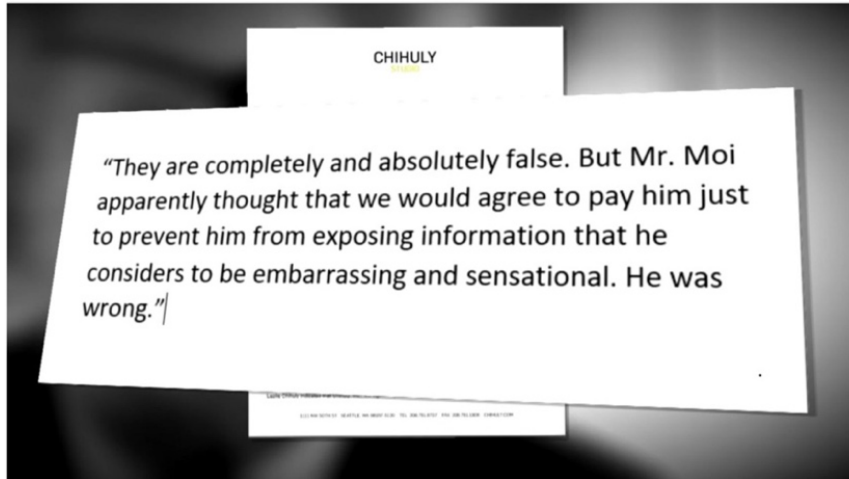 CHIHULY
STUDIO
“They are completely and absolutely false. But Mr. Moi
apparently thought that we would agree to pay him just
to prevent him from exposing information that he
considers to be embarrassing and sensational. He was
wrong.”